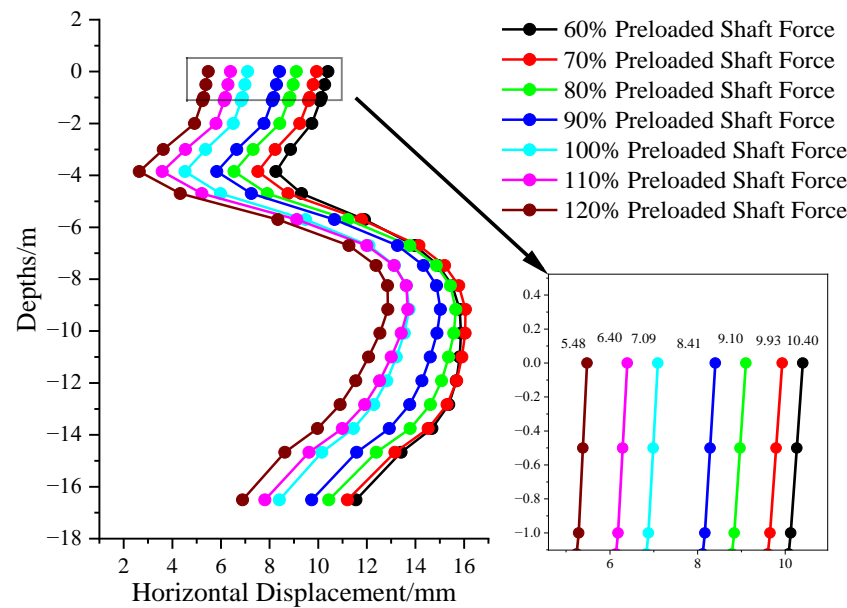 60% Preloaded Shaft Force
70% Preloaded Shaft Force
80% Preloaded Shaft Force
90% Preloaded Shaft Force
100% Preloaded Shaft Force
110% Preloaded Shaft Force
120% Preloaded Shaft Force
Depths/m
2
0
−2
−4
−6
−8
−10
−12
−14
−16
−18
2 4 6 8 10 12 14 16
Horizontal Displacement/mm
0.4
0.2
0.0
−0.2
−0.4
−0.6
−0.8
−1.0
5.48 6.40 7.09 8.41 9.10 9.93 10.40
6 8 10